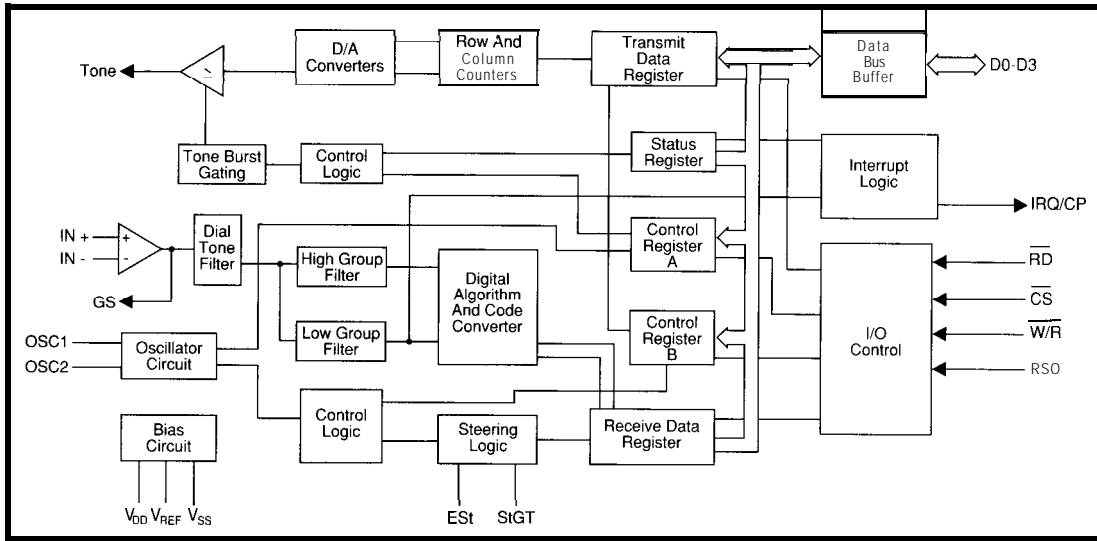 D/A
Converters
Row And
Column
Counters
Transmit
Data
Register
Data
Bus
Buffer
Tone
~
D0-D3
Tone Burst
Gating
Control
Logic
Status
Register
Interrupt
Logic
IRQ/CP
IN +
IN -
+
-
Dial
Tone
Filter
GS
High Group
Filter
Low Group
Filter
Digital
Algorithm
And Code
Converter
Control
Register
A
Control
Register
B
I/O
Control
RD
CS
W/R
RSO
OSC1
OSC2
Oscillator
Circuit
Bias
Circuit
Control
Logic
Steering
Logic
Receive Data
Register
VDD VREF VSS
ESt
StGT